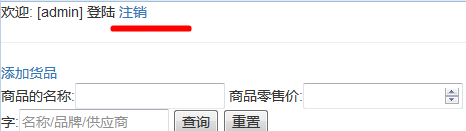 欢迎: [admin] 登陆 注销
添加货品
商品的名称: 商品零售价:
字: 名称/品牌/供应商 查询 重置